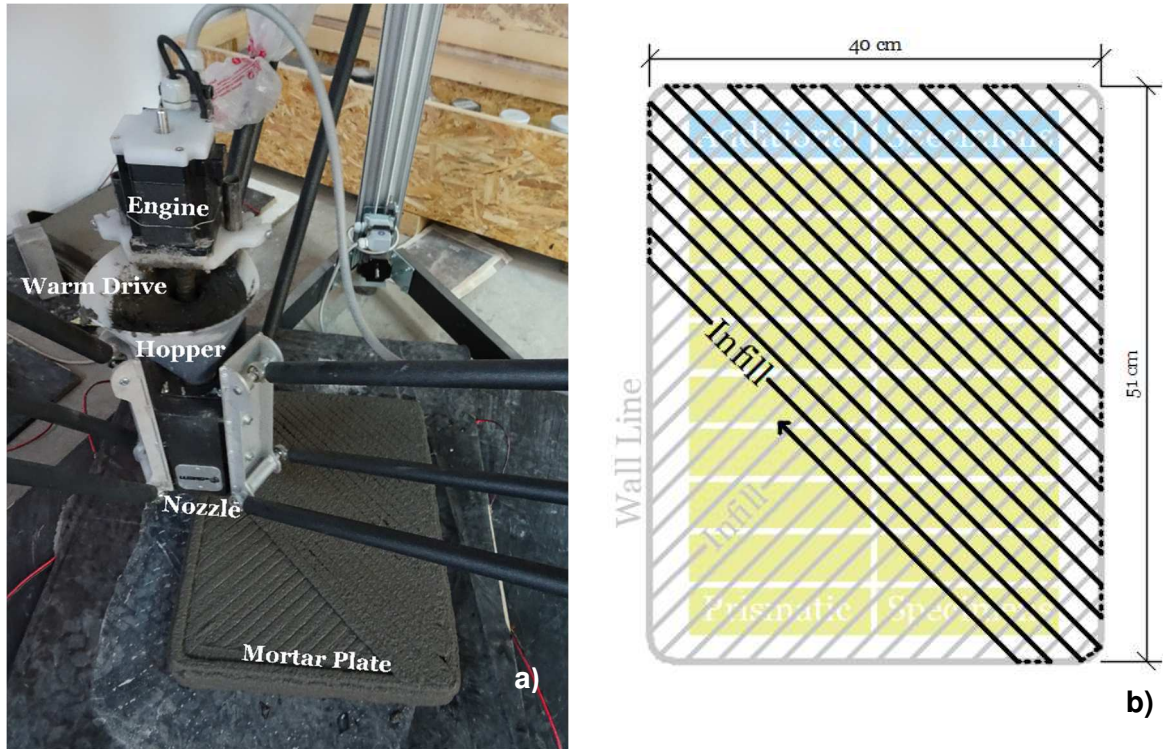 Engine
Warm Drive
Hopper
Nozzle
Mortar Plate
a)
40 cm
Additional Specimens
51 cm
Infill
Wall Line
Infill
Prismatic Specimens
b)